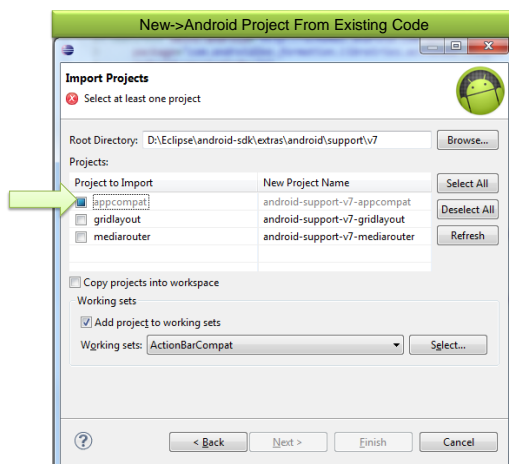 New->Android Project From Existing Code
Import Projects
Select at least one project
Root Directory: D:\Eclipse\android-sdk\extras\android\support\v7 Browse...
Projects:
Project to Import New Project Name Select All
appcompat android-support-v7-appcompat Deselect All
gridlayout android-support-v7-gridlayout
mediarouter android-support-v7-mediarouter Refresh
Copy projects into workspace
Working sets
Add project to working sets
Working sets: ActionBarCompat Select...
? < Back Next > Finish Cancel